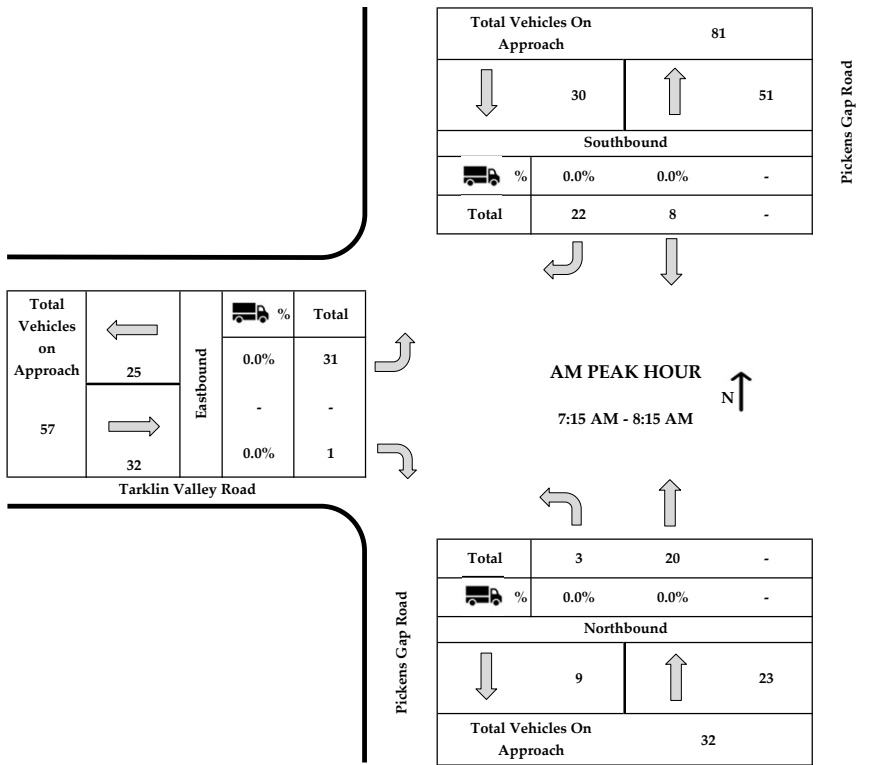 Total Vehicles On
Approach
81
30
51
Southbound
% 0.0% 0.0% -
Total 22 8 -
Pickens Gap Road
Total
Vehicles
on
Approach
57
25
32
Eastbound
% Total
0.0% 31
- -
0.0% 1
Tarklin Valley Road
AM PEAK HOUR
7:15 AM - 8:15 AM
N
Pickens Gap Road
Total 3 20 -
% 0.0% 0.0% -
Northbound
9
23
Total Vehicles On
Approach
32